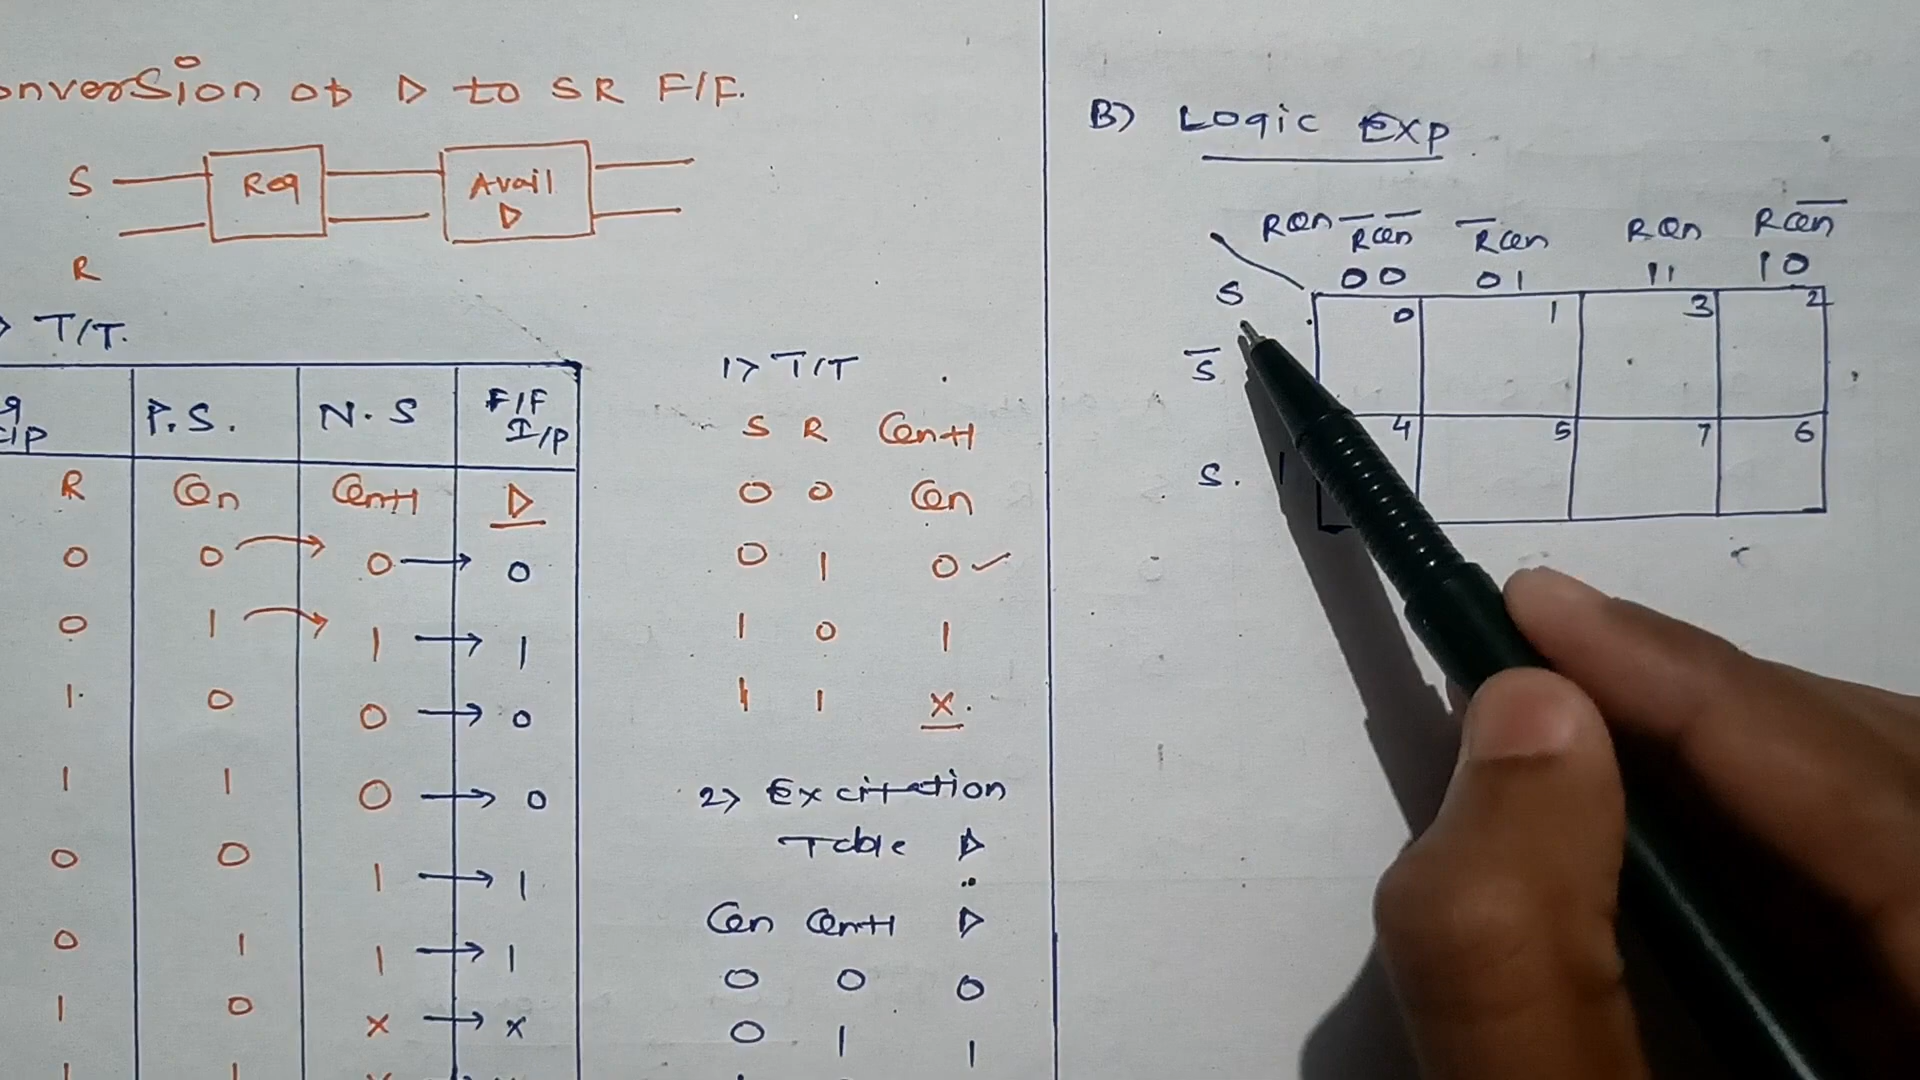 onversion of D to SR F/F.
S Req Avail
D
R
T/T.
I/P P.S. N.S F/F
I/P
R Qn Qn+1 D
0 0 0 0
0 1 1 1
1 0 0 0
1 1 0 0
0 0 1 1
0 1 1 1
1 0 x x
1 1 x
1) T/T
S R Qn+1
0 0 Qn
0 1 0 ✓
1 0 1
1 1 x.
2) Excitation
Table D
Qn Qn+1 D
0 0 0
0 1 1
B) Logic Exp
RQn R̅Q̅n̅ R̅Qn RQn RQ̅n̅
S 00 01 11 10
0 1 3 2
S̅
4 5 7 6
S. 1